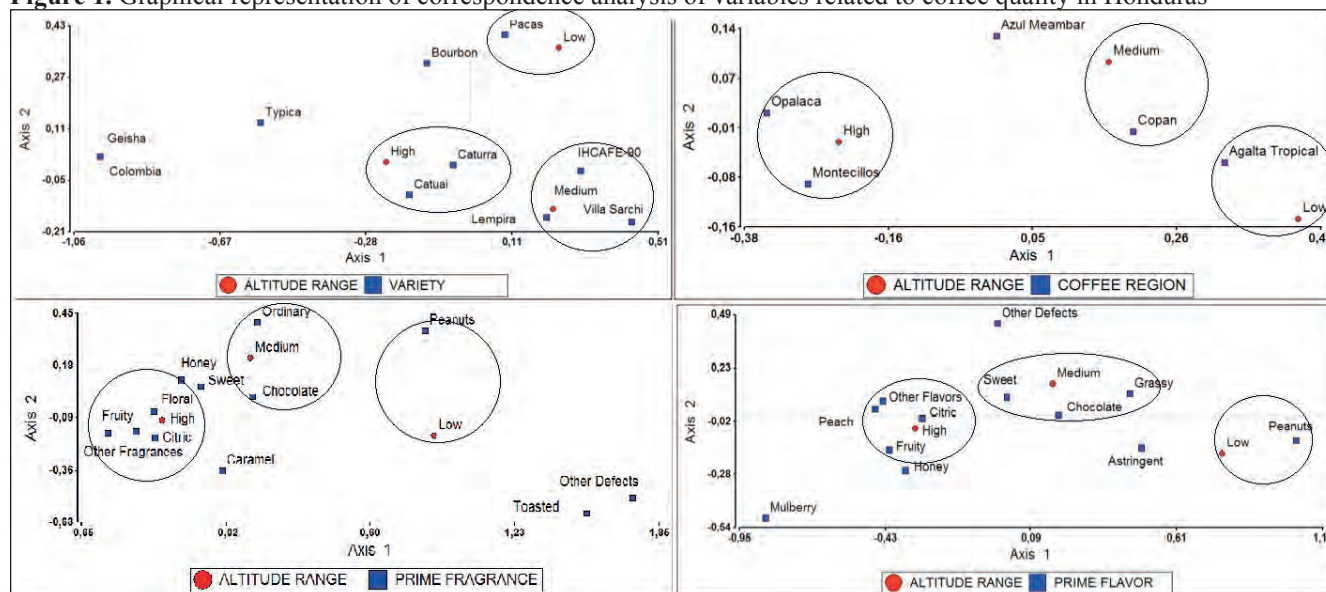 Figure 1. Graphical representation of correspondence analysis of variables related to coffee quality in Honduras
0,43
Pacas
Low
Bourbon
0,27
Axis 2
Typica
0,11
Geisha
High
Caturra
IHCAFE-90
Colombia
-0,05
Catuai
Medium
Lempira
Villa Sarchi
-0,21
-1,06 -0,67 -0,28 0,11 0,51
Axis 1
ALTITUDE RANGE VARIETY
0,14
Azul Meambar
Medium
0,07
Axis 2
Opalaca
-0,01
High
Copan
Agalta Tropical
Montecillos
-0,08
Low
-0,16
-0,38 -0,16 0,05 0,26 0,4
Axis 1
ALTITUDE RANGE COFFEE REGION
0,45
Ordinary
Peanuts
Medium
0,19
Honey
Sweet
Axis 2
Chocolate
-0,09
Floral
Fruity
High
Citric
Low
Other Fragrances
-0,36
Caramel
Other Defects
Toasted
-0,63
0,60 1,23 1,96
Axis 1
ALTITUDE RANGE PRIME FRAGRANCE
0,49
Other Defects
0,23
Sweet
Medium
Grassy
Axis 2
Other Flavors
Peach
Citric
Chocolate
-0,02
High
Peanuts
Fruity
Low
Honey
Astringent
-0,28
Mulberry
-0,54
-0,95 -0,43 0,09 0,61 1,1
Axis 1
ALTITUDE RANGE PRIME FLAVOR